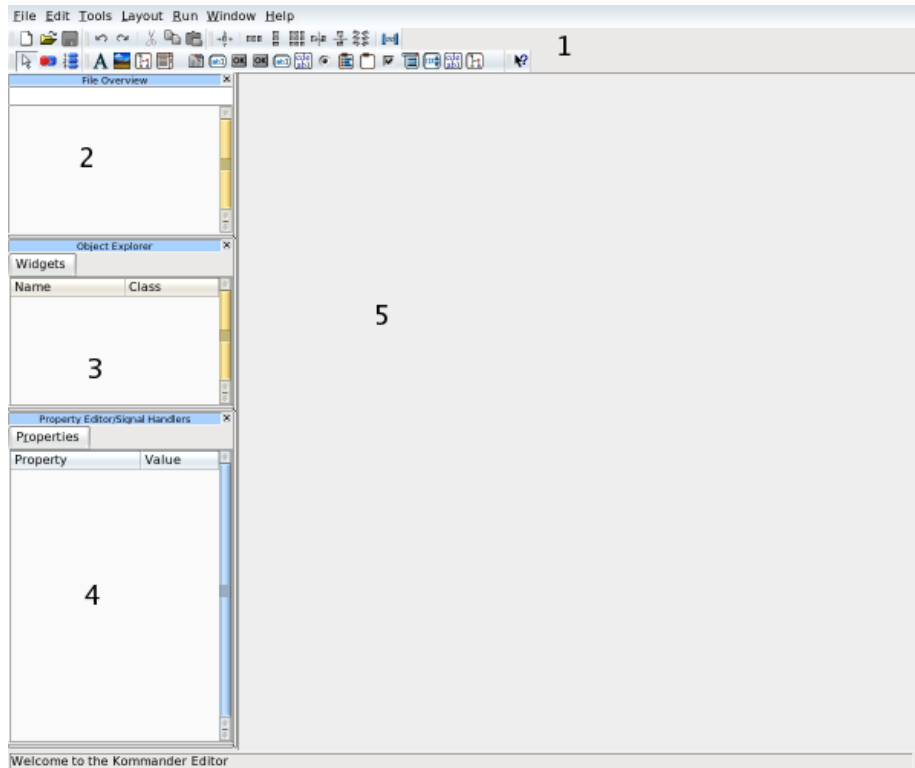 File Edit Tools Layout Run Window Help
1
File Overview
2
Object Explorer
Widgets
Name Class
3
5
Property Editor/Signal Handlers
Properties
Property Value
4
Welcome to the Kommander Editor